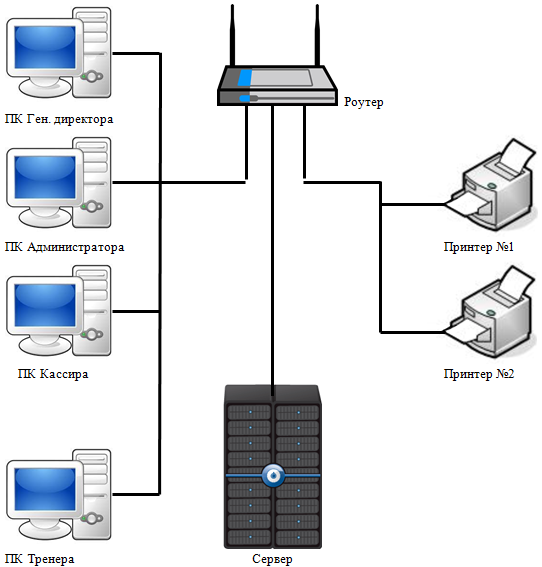 ПК Ген. директора
Роутер
ПК Администратора
Принтер №1
ПК Кассира
Принтер №2
ПК Тренера
Сервер